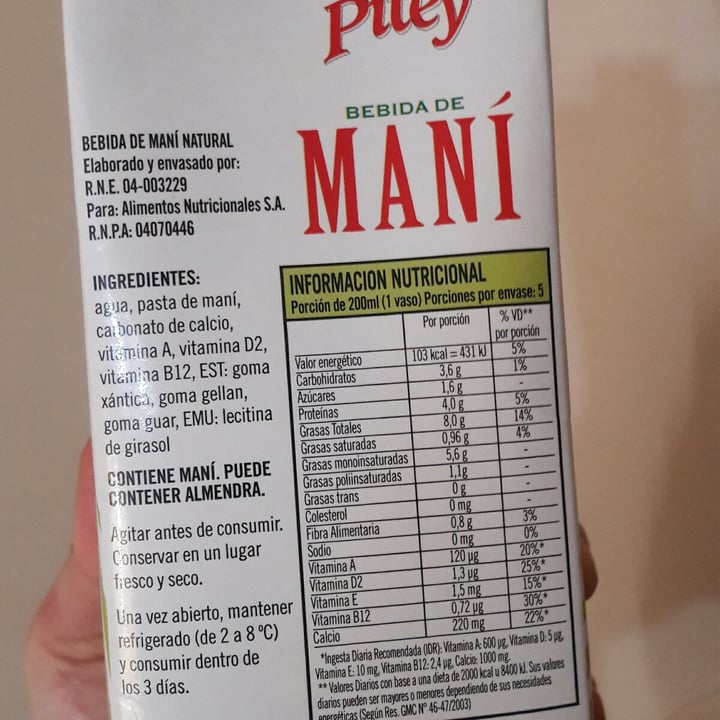 Pitey
BEBIDA DE
MANÍ
BEBIDA DE MANÍ NATURAL
Elaborado y envasado por:
R.N.E. 04-003229
Para: Alimentos Nutricionales S.A.
R.N.P.A: 04070446
INGREDIENTES:
agua, pasta de maní,
carbonato de calcio,
vitamina A, vitamina D2,
vitamina B12, EST: goma
xántica, goma gellan,
goma guar, EMU: lecitina
de girasol
CONTIENE MANÍ. PUEDE
CONTENER ALMENDRA.
Agitar antes de consumir.
Conservar en un lugar
fresco y seco.
Una vez abierto, mantener
refrigerado (de 2 a 8 ºC)
y consumir dentro de
los 3 días.
INFORMACION NUTRICIONAL
Porción de 200ml (1 vaso) Porciones por envase: 5
Por porción % VD**
por porción
Valor energético 103 kcal = 431 kJ 5%
Carbohidratos 3,6 g 1%
Azúcares 1,6 g -
Proteínas 4,0 g 5%
Grasas Totales 8,0 g 14%
Grasas saturadas 0,96 g 4%
Grasas monoinsaturadas 5,6 g -
Grasas poliinsaturadas 1,1g -
Grasas trans 0 g -
Colesterol 0 mg -
Fibra Alimentaria 0,8 g 3%
Sodio 0 mg 0%
Vitamina A 120 µg 20%*
Vitamina D2 1,3 µg 25%*
Vitamina E 1,5 mg 15%*
Vitamina B12 0,72 µg 30%*
Calcio 220 mg 22%*
*Ingesta Diaria Recomendada (IDR): Vitamina A: 600 µg, Vitamina D: 5 µg,
Vitamina E: 10 mg, Vitamina B12: 2,4 µg, Calcio: 1000 mg.
** Valores Diarios con base a una dieta de 2000 kcal u 8400 kJ. Sus valores
diarios pueden ser mayores o menores dependiendo de sus necesidades
energéticas (Según Res. GMC Nº 46-47/2003)